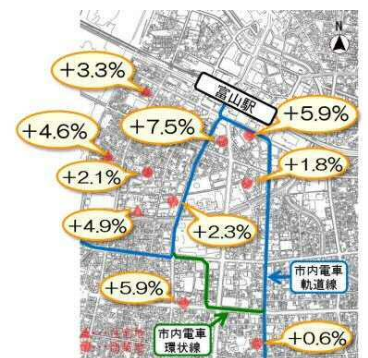 N
+3.3%
富山駅
+5.9%
+7.5%
+4.6%
+1.8%
+2.1%
+4.9%
+2.3%
市内電車
軌道線
+5.9%
市内電車
環状線
+0.6%